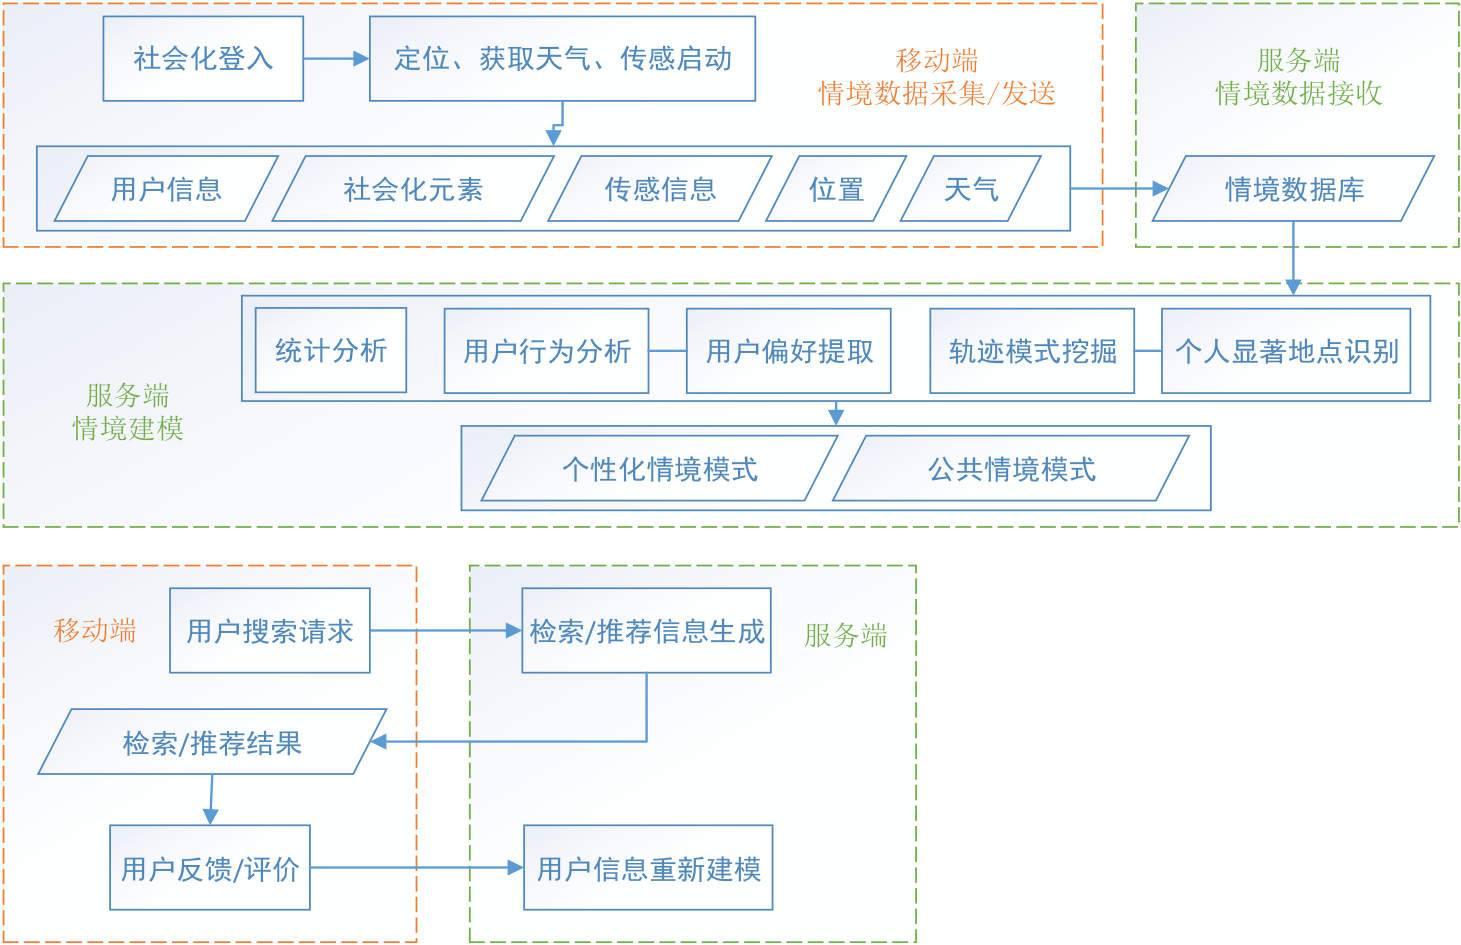 社会化登入
定位、获取天气、传感启动
移动端
情境数据采集/发送
服务端
情境数据接收
用户信息
社会化元素
传感信息
位置
天气
情境数据库
统计分析
用户行为分析
用户偏好提取
轨迹模式挖掘
个人显著地点识别
服务端
情境建模
个性化情境模式
公共情境模式
移动端
用户搜索请求
检索/推荐信息生成
服务端
检索/推荐结果
用户反馈/评价
用户信息重新建模